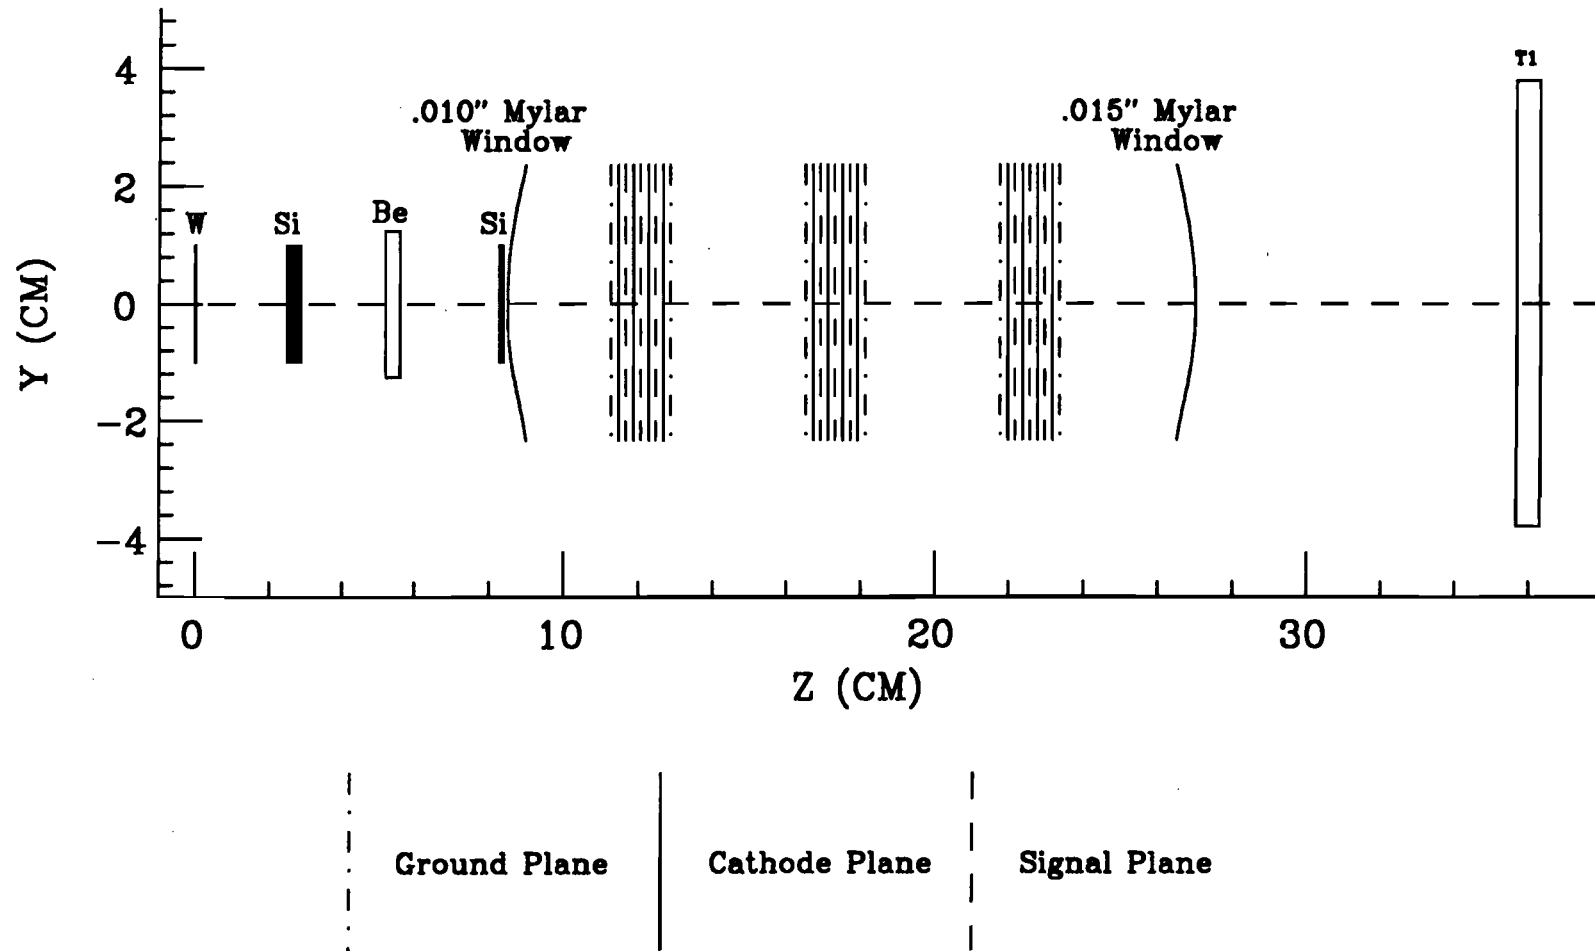 T1
4
.010" Mylar
Window
.015" Mylar
Window
2
W
Si
Be
Si
0
Y (CM)
−2
−4
0
10
20
30
Z (CM)
Ground Plane
Cathode Plane
Signal Plane